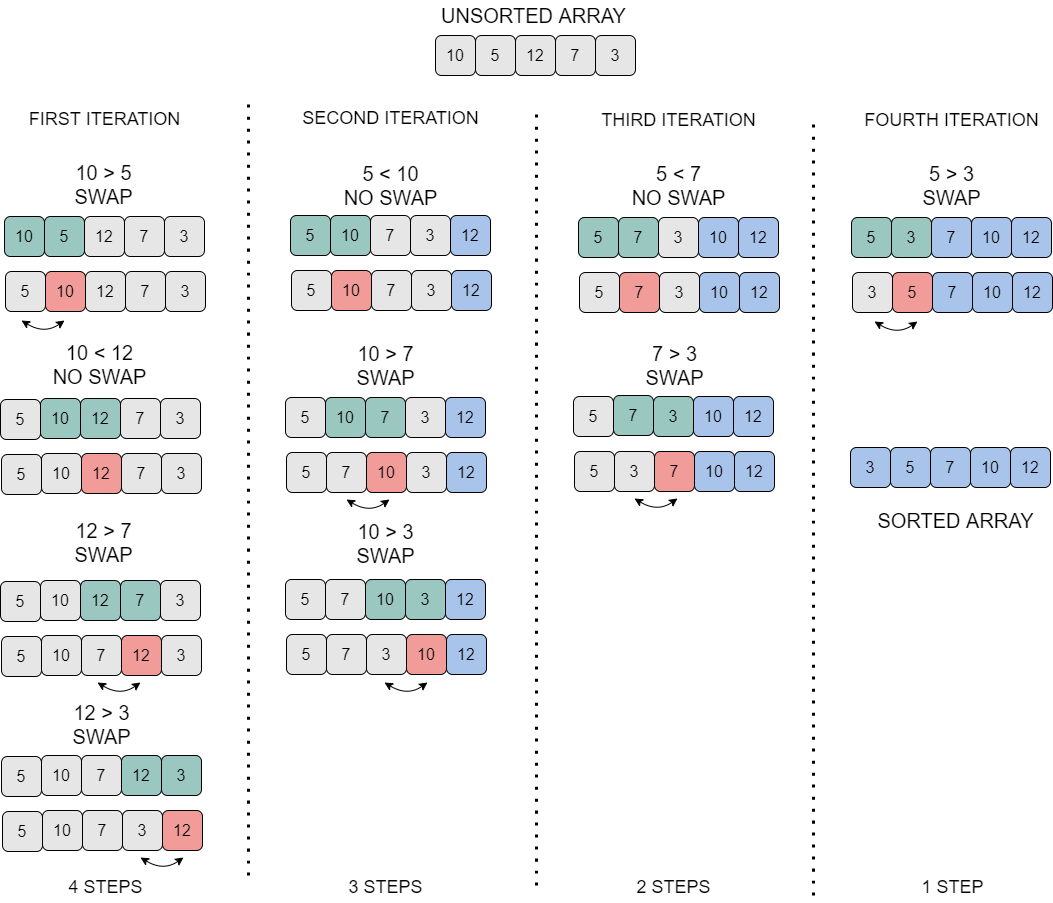 UNSORTED ARRAY
10 5 12 7 3
FIRST ITERATION
10 > 5
SWAP
10 5 12 7 3
5 10 12 7 3
10 < 12
NO SWAP
5 10 12 7 3
5 10 12 7 3
12 > 7
SWAP
5 10 12 7 3
5 10 7 12 3
12 > 3
SWAP
5 10 7 12 3
5 10 7 3 12
4 STEPS
SECOND ITERATION
5 < 10
NO SWAP
5 10 7 3 12
5 10 7 3 12
10 > 7
SWAP
5 10 7 3 12
5 7 10 3 12
10 > 3
SWAP
5 7 10 3 12
5 7 3 10 12
3 STEPS
THIRD ITERATION
5 < 7
NO SWAP
5 7 3 10 12
5 7 3 10 12
7 > 3
SWAP
5 7 3 10 12
5 3 7 10 12
2 STEPS
FOURTH ITERATION
5 > 3
SWAP
5 3 7 10 12
3 5 7 10 12
3 5 7 10 12
SORTED ARRAY
1 STEP